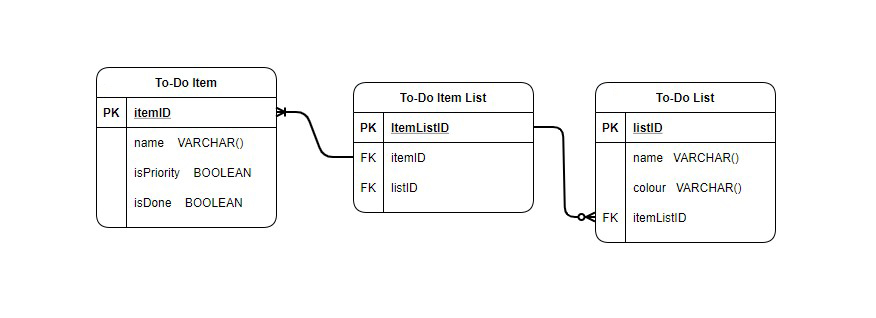 To-Do Item
PK itemID
name VARCHAR()
isPriority BOOLEAN
isDone BOOLEAN
To-Do Item List
PK ItemListID
FK itemID
FK listID
To-Do List
PK listID
name VARCHAR()
colour VARCHAR()
FK itemListID